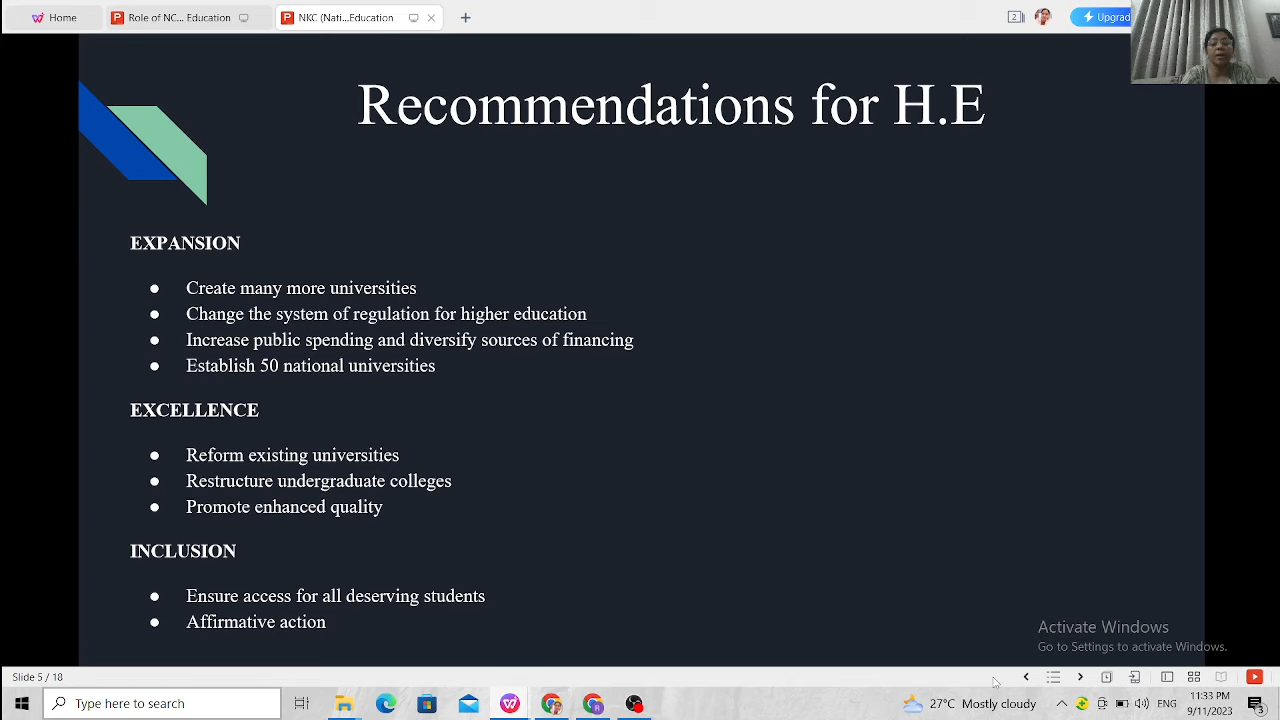 Home
Role of NC... Education
NKC (Nati...Education
2
Upgrad
Recommendations for H.E
EXPANSION
● Create many more universities
● Change the system of regulation for higher education
● Increase public spending and diversify sources of financing
● Establish 50 national universities
EXCELLENCE
● Reform existing universities
● Restructure undergraduate colleges
● Promote enhanced quality
INCLUSION
● Ensure access for all deserving students
● Affirmative action
Activate Windows
Go to Settings to activate Windows.
Slide 5 / 18
Type here to search
27°C Mostly cloudy
ENG
11:33 PM
9/11/2023
3